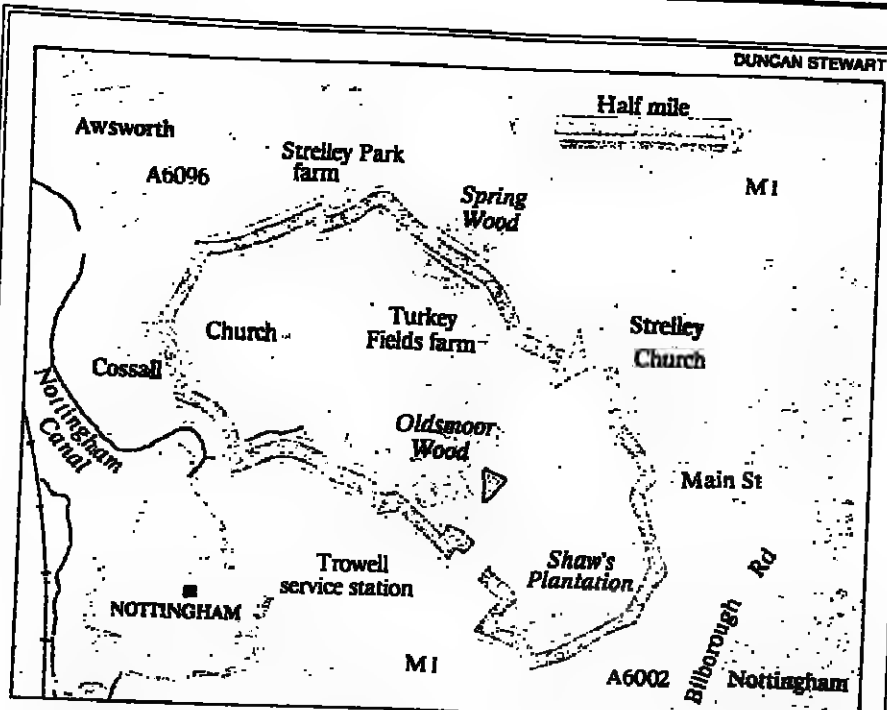 DUNCAN STEWART
Half mile
Awsworth
Strelley Park
farm
A6096
M1
Spring
Wood
Turkey
Fields farm
Church
Strelley
Church
Cossall
Nottingham
Canal
Oldsmoor
Wood
Main St
Trowell
service station
Shaw's
Plantation
NOTTINGHAM
Bilborough Rd
M1
A6002
Nottingham